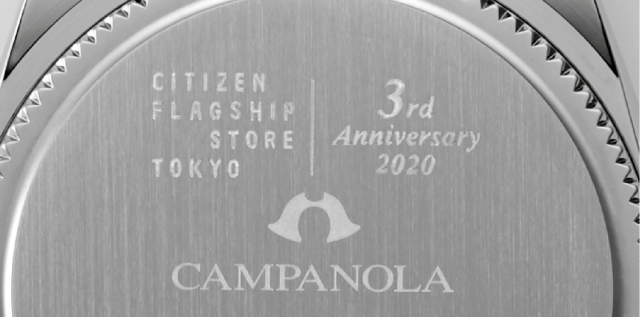 CITIZEN
FLAGSHIP
STORE
TOKYO
3rd
Anniversary
2020
CAMPANOLA